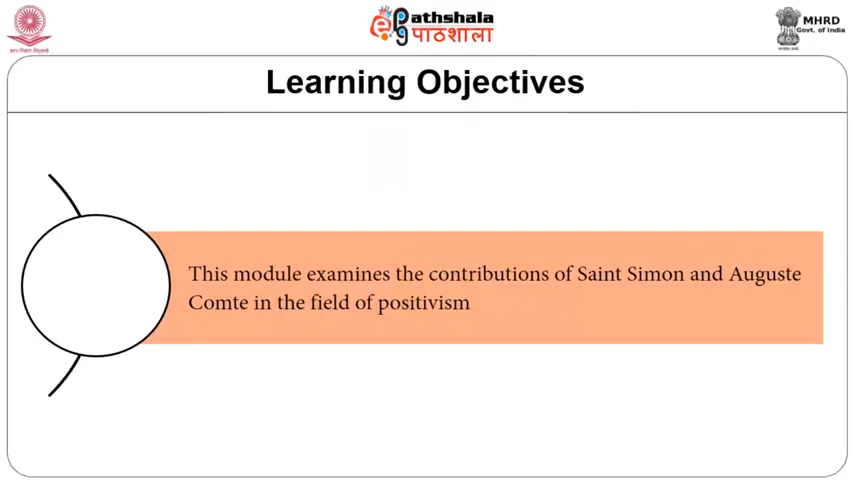 ePathshala
पाठशाला
MHRD
Govt. of India
Learning Objectives
This module examines the contributions of Saint Simon and Auguste
Comte in the field of positivism